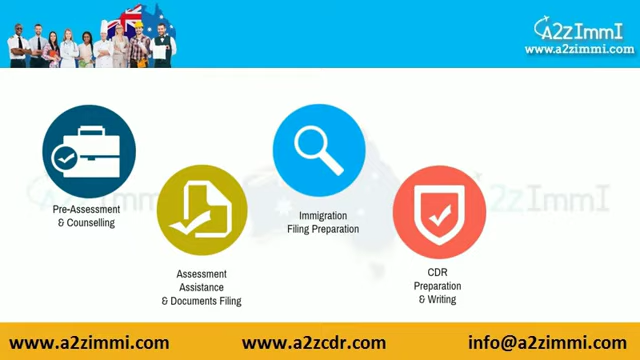 A2ZImmI
www.a2zimmi.com
Pre-Assessment
& Counselling
Assessment
Assistance
& Documents Filing
Immigration
Filing Preparation
CDR
Preparation
& Writing
www.a2zimmi.com
www.a2zcdr.com
info@a2zimmi.com